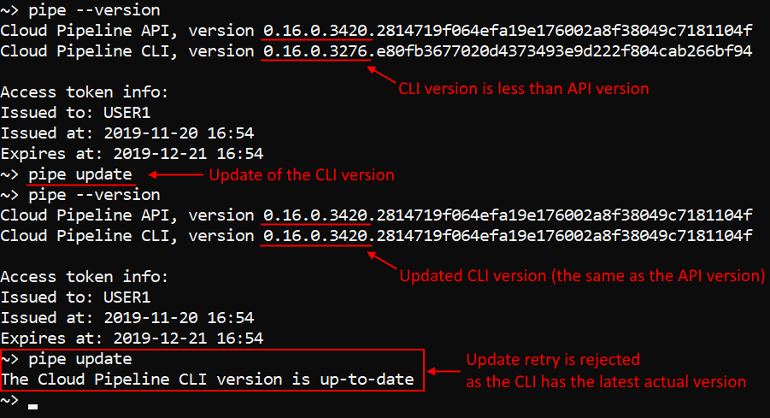 ~> pipe --version
Cloud Pipeline API, version 0.16.0.3420.2814719f064efa19e176002a8f38049c7181104f
Cloud Pipeline CLI, version 0.16.0.3276.e80fb3677020d4373493e9d222f804cab266bf94
CLI version is less than API version
Access token info:
Issued to: USER1
Issued at: 2019-11-20 16:54
Expires at: 2019-12-21 16:54
~> pipe update
Update of the CLI version
~> pipe --version
Cloud Pipeline API, version 0.16.0.3420.2814719f064efa19e176002a8f38049c7181104f
Cloud Pipeline CLI, version 0.16.0.3420.2814719f064efa19e176002a8f38049c7181104f
Updated CLI version (the same as the API version)
Access token info:
Issued to: USER1
Issued at: 2019-11-20 16:54
Expires at: 2019-12-21 16:54
~> pipe update
The Cloud Pipeline CLI version is up-to-date
Update retry is rejected
as the CLI has the latest actual version
~>